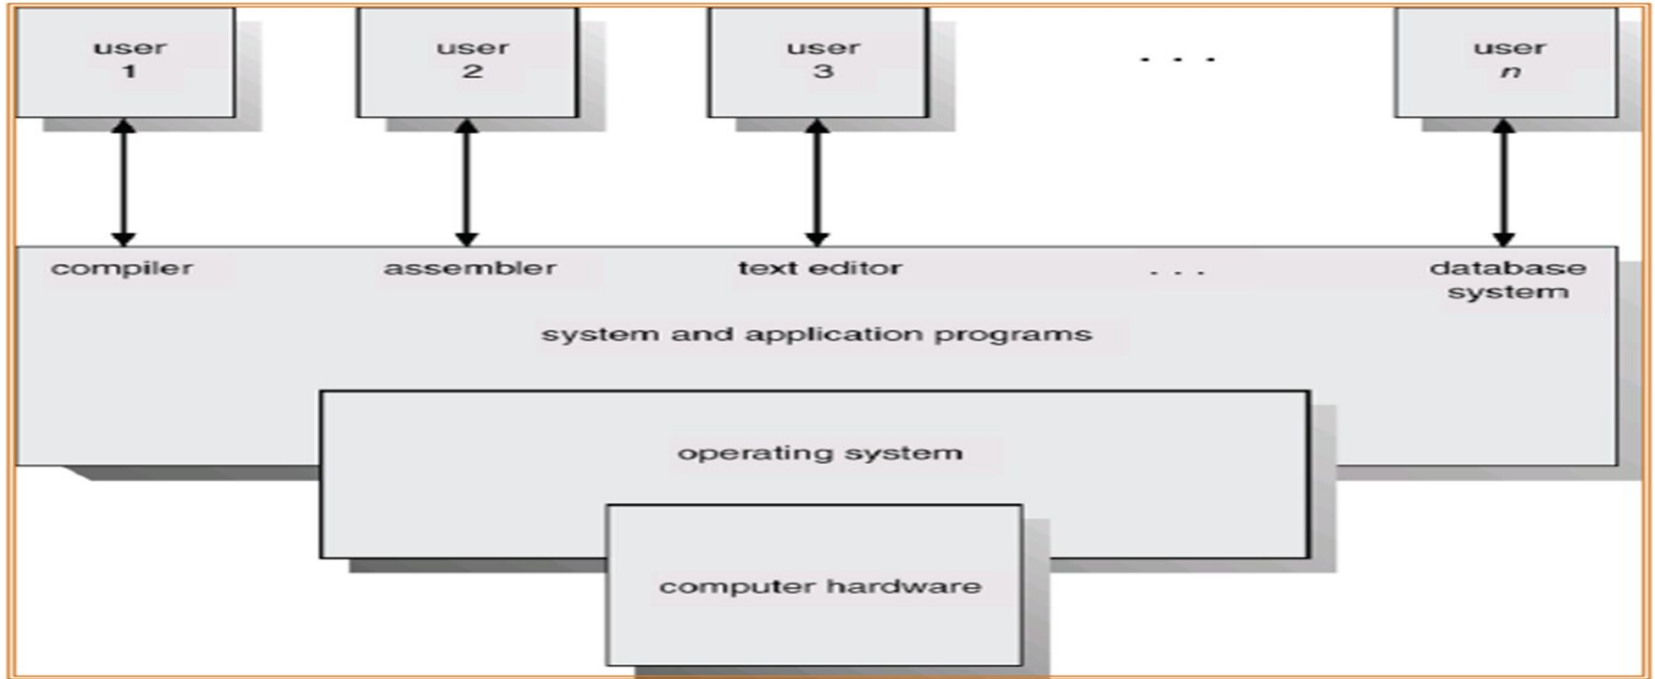 user
1
user
2
user
3
. . .
user
n
compiler
assembler
text editor
. . .
database
system
system and application programs
operating system
computer hardware